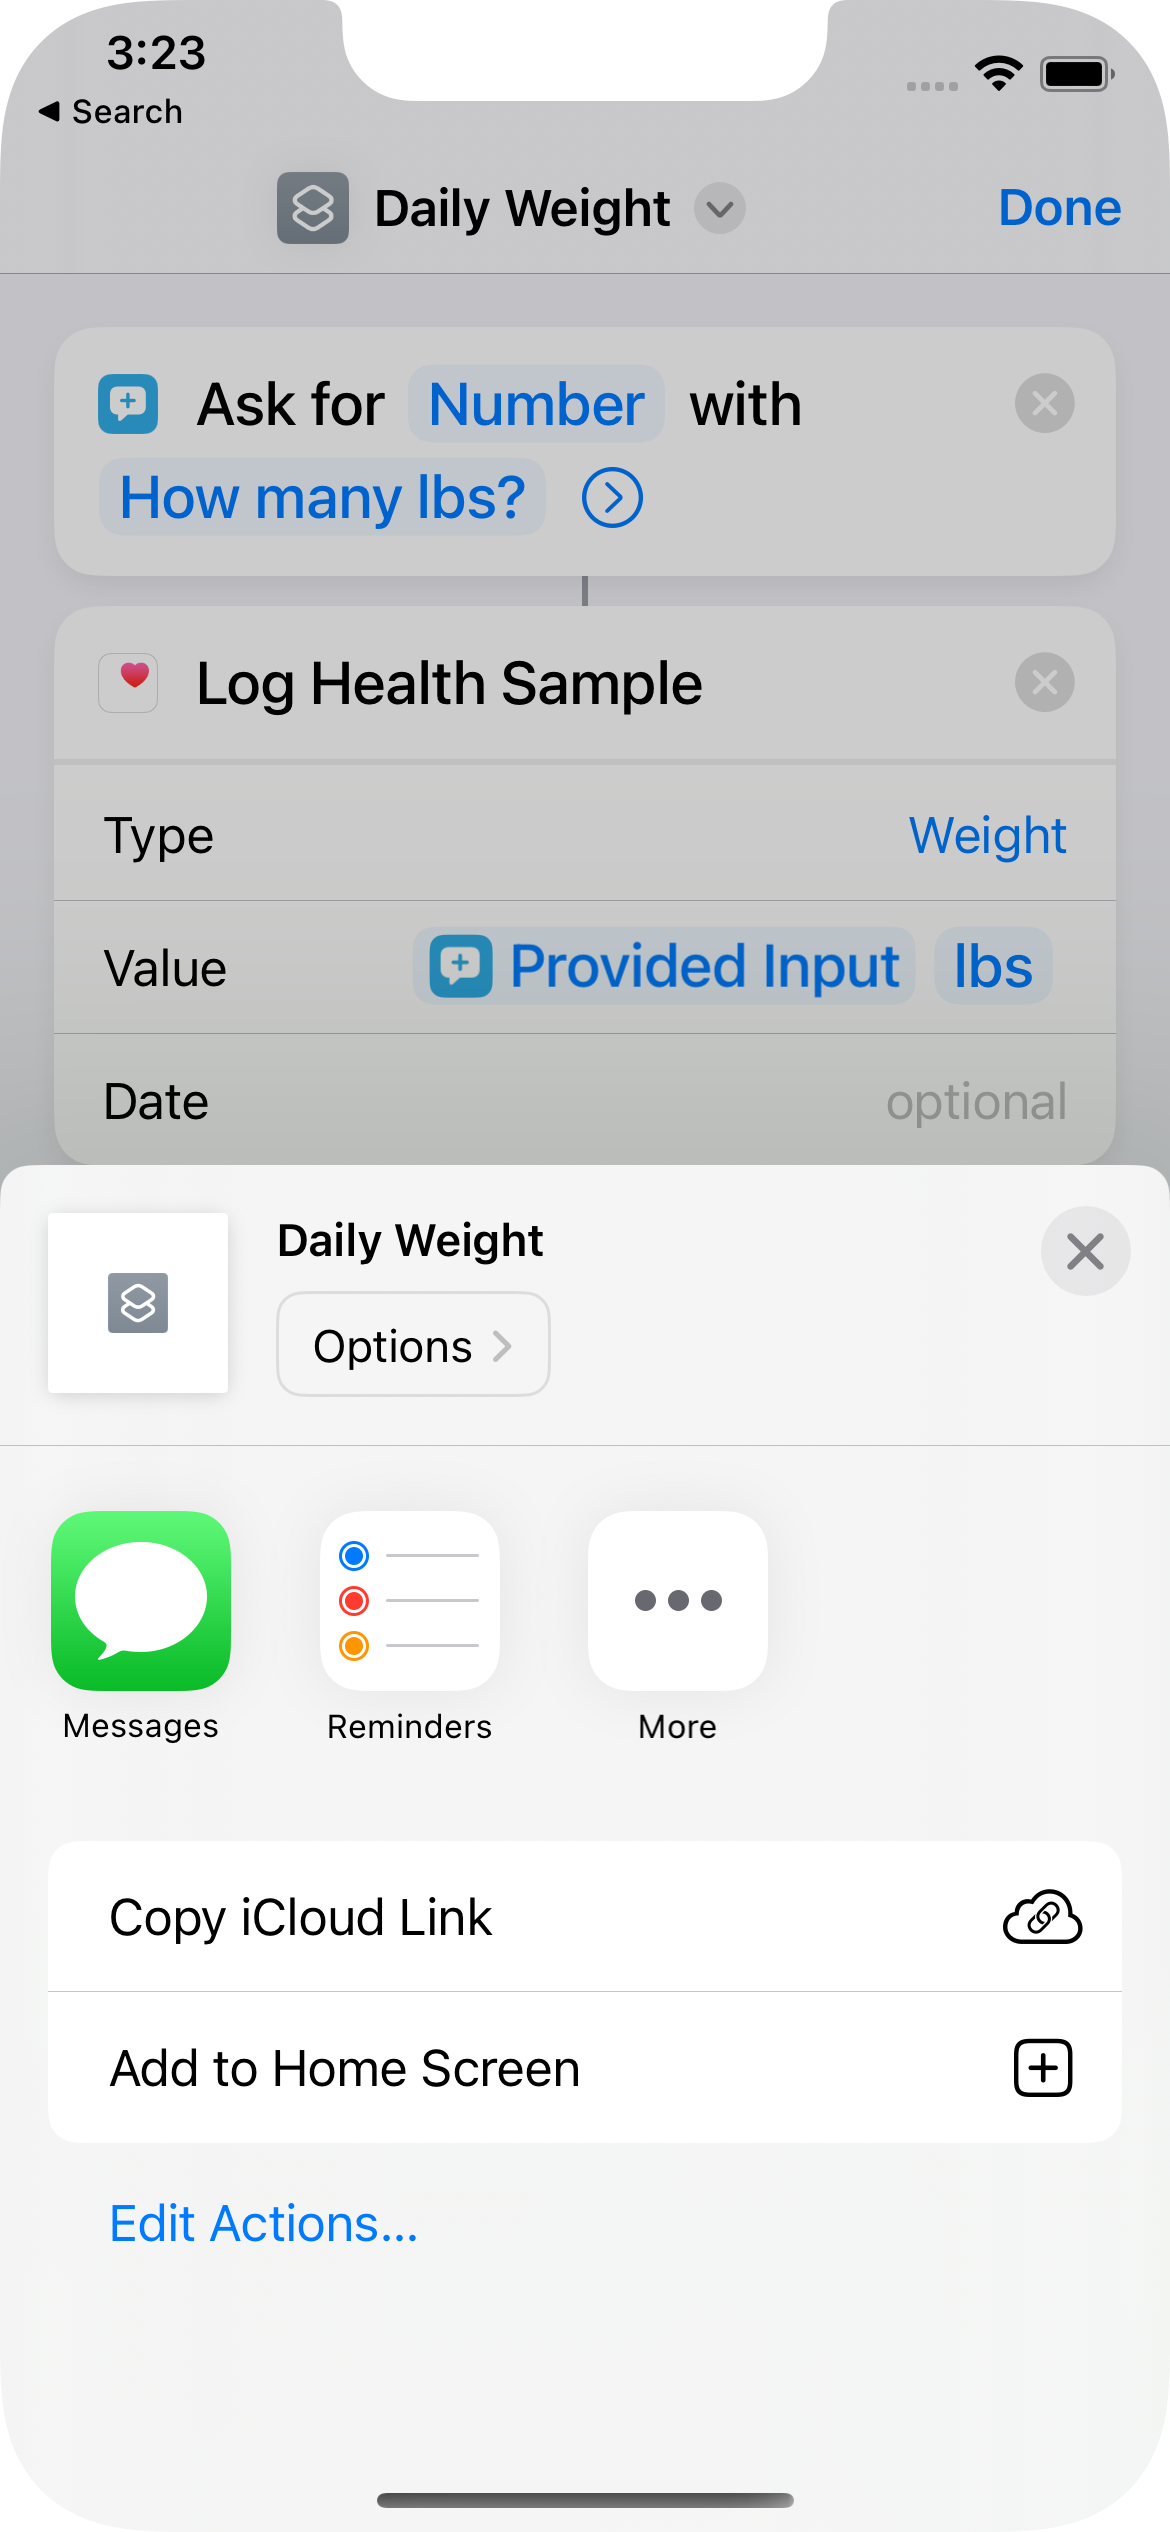 3:23
Search
Daily Weight
Done
Ask for Number with
How many lbs?
Log Health Sample
Type Weight
Value Provided Input lbs
Date optional
Daily Weight
Options
Messages Reminders More
Copy iCloud Link
Add to Home Screen
Edit Actions...